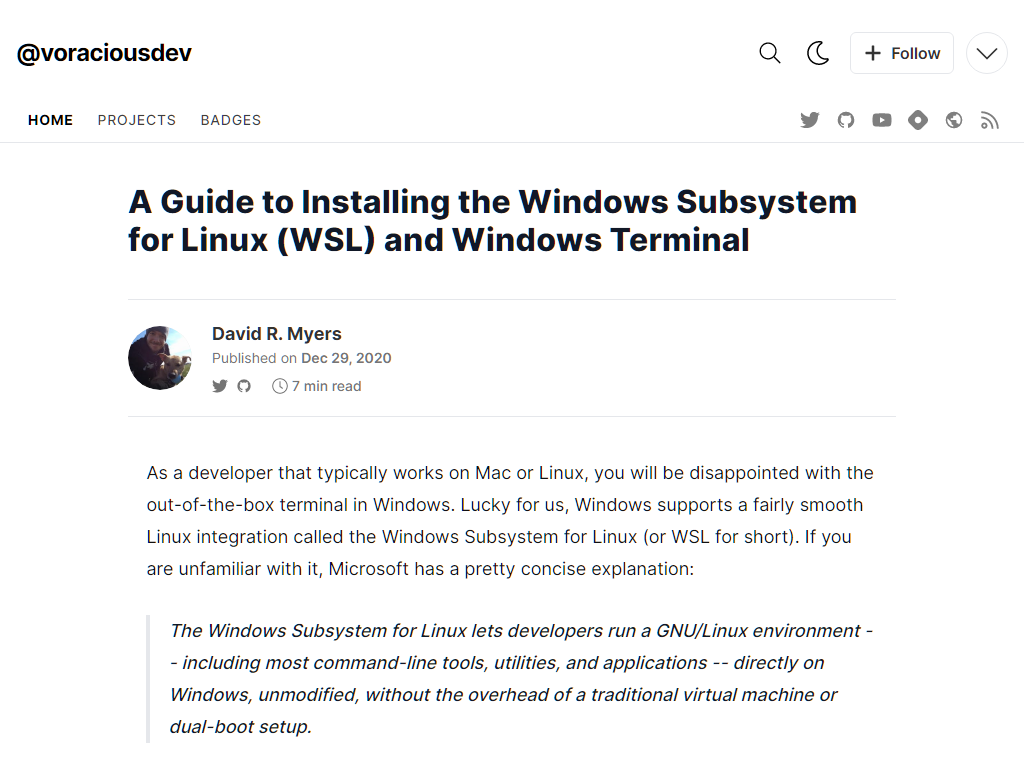 @voraciousdev
Follow
HOME PROJECTS BADGES
A Guide to Installing the Windows Subsystem
for Linux (WSL) and Windows Terminal
David R. Myers
Published on Dec 29, 2020
7 min read
As a developer that typically works on Mac or Linux, you will be disappointed with the
out-of-the-box terminal in Windows. Lucky for us, Windows supports a fairly smooth
Linux integration called the Windows Subsystem for Linux (or WSL for short). If you
are unfamiliar with it, Microsoft has a pretty concise explanation:
The Windows Subsystem for Linux lets developers run a GNU/Linux environment -
- including most command-line tools, utilities, and applications -- directly on
Windows, unmodified, without the overhead of a traditional virtual machine or
dual-boot setup.